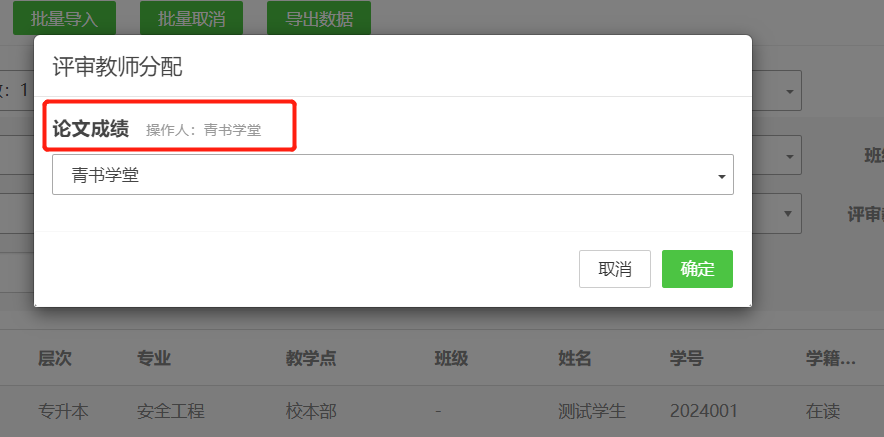 批量导入 批量取消 导出数据
评审教师分配
数：1
论文成绩 操作人：青书学堂
青书学堂
班级
评审
取消 确定
层次 专业 教学点 班级 姓名 学号 学籍...
专升本 安全工程 校本部 - 测试学生 2024001 在读